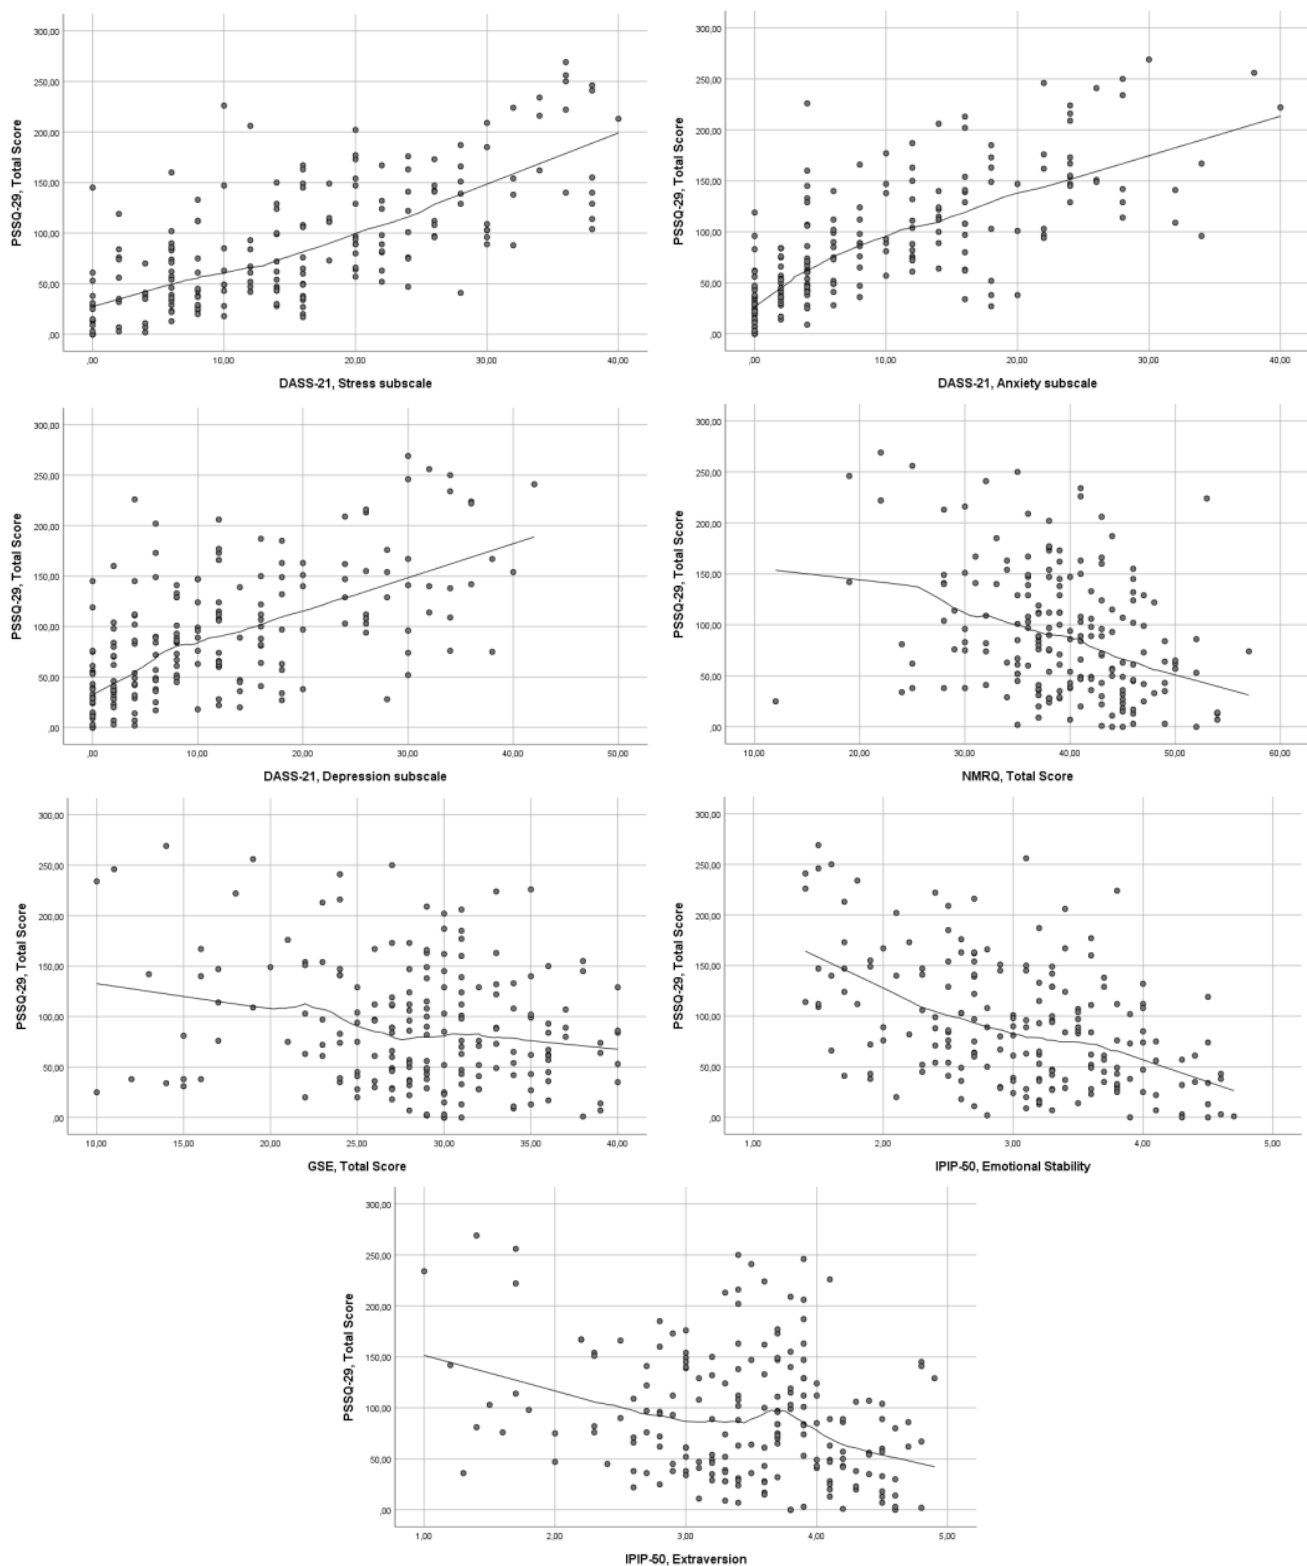 300,00
250,00
200,00
150,00
100,00
50,00
,00
PSSQ-29, Total Score
,00 10,00 20,00 30,00 40,00
DASS-21, Stress subscale
300,00
250,00
200,00
150,00
100,00
50,00
,00
PSSQ-29, Total Score
,00 10,00 20,00 30,00 40,00
DASS-21, Anxiety subscale
300,00
250,00
200,00
150,00
100,00
50,00
,00
PSSQ-29, Total Score
,00 10,00 20,00 30,00 40,00 50,00
DASS-21, Depression subscale
300,00
250,00
200,00
150,00
100,00
50,00
,00
PSSQ-29, Total Score
10,00 20,00 30,00 40,00 50,00 60,00
NMRQ, Total Score
300,00
250,00
200,00
150,00
100,00
50,00
,00
PSSQ-29, Total Score
10,00 15,00 20,00 25,00 30,00 35,00 40,00
GSE, Total Score
300,00
250,00
200,00
150,00
100,00
50,00
,00
PSSQ-29, Total Score
1,00 2,00 3,00 4,00 5,00
IPIP-50, Emotional Stability
300,00
250,00
200,00
150,00
100,00
50,00
,00
PSSQ-29, Total Score
1,00 2,00 3,00 4,00 5,00
IPIP-50, Extraversion